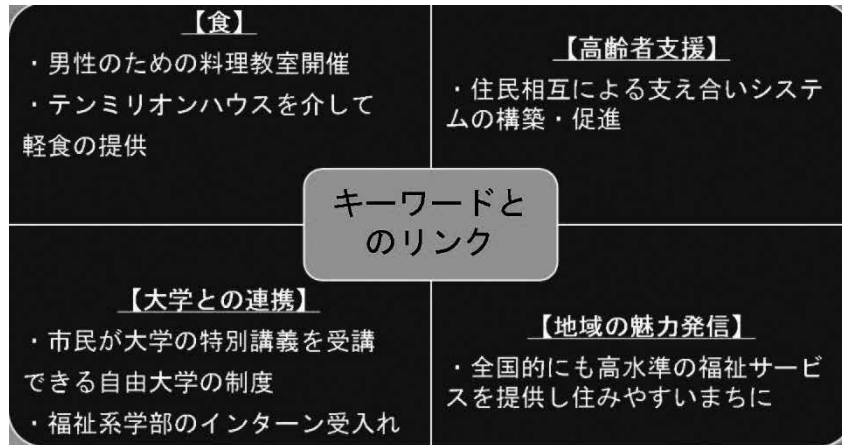 【食】
・男性のための料理教室開催
・テンミリオンハウスを介して
軽食の提供
【高齢者支援】
・住民相互による支え合いシステ
ムの構築・促進
キーワードと
のリンク
【大学との連携】
・市民が大学の特別講義を受講
できる自由大学の制度
・福祉系学部のインターン受入れ
【地域の魅力発信】
・全国的にも高水準の福祉サービ
スを提供し住みやすいまちに